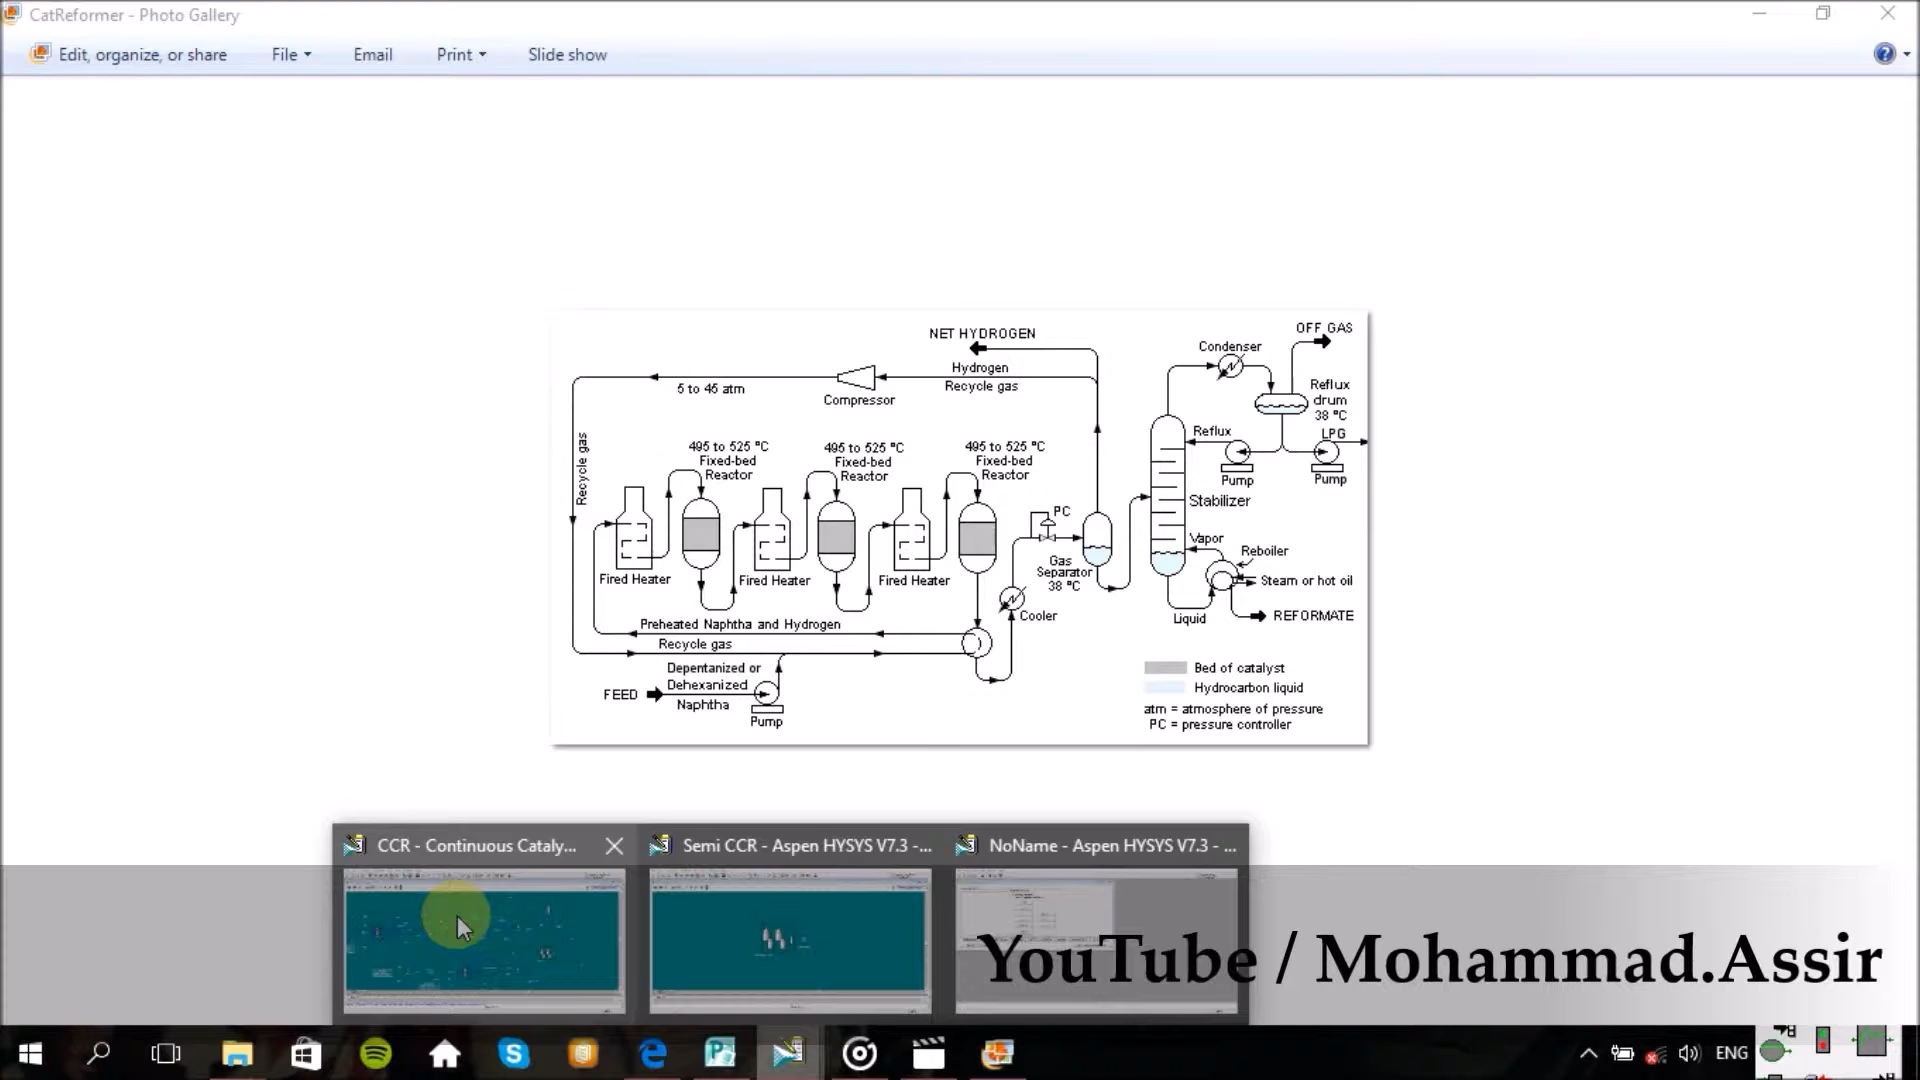 CatReformer - Photo Gallery
Edit, organize, or share
File
Email
Print
Slide show
NET HYDROGEN
Hydrogen
Recycle gas
5 to 45 atm
Compressor
Recycle gas
495 to 525 ºC
Fixed-bed
Reactor
495 to 525 ºC
Fixed-bed
Reactor
495 to 525 ºC
Fixed-bed
Reactor
Fired Heater
Fired Heater
Fired Heater
Preheated Naphtha and Hydrogen
Recycle gas
Depentanized or
Dehexanized
Naphtha
FEED
Pump
PC
Gas
Separator
38 ºC
Cooler
OFF GAS
Condenser
Reflux
drum
38 ºC
Reflux
LPG
Pump
Pump
Stabilizer
Vapor
Reboiler
Steam or hot oil
REFORMATE
Liquid
Bed of catalyst
Hydrocarbon liquid
atm = atmosphere of pressure
PC = pressure controller
CCR - Continuous Cataly...
Semi CCR - Aspen HYSYS V7.3 -...
NoName - Aspen HYSYS V7.3 - ...
YouTube / Mohammad.Assir
ENG